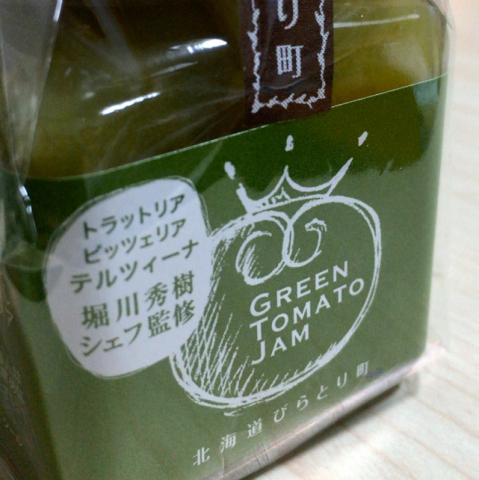 り町
トラットリア
ピッツェリア
テルツィーナ
堀川秀樹
シェフ監修
GREEN
TOMATO
JAM
北海道びらとり町